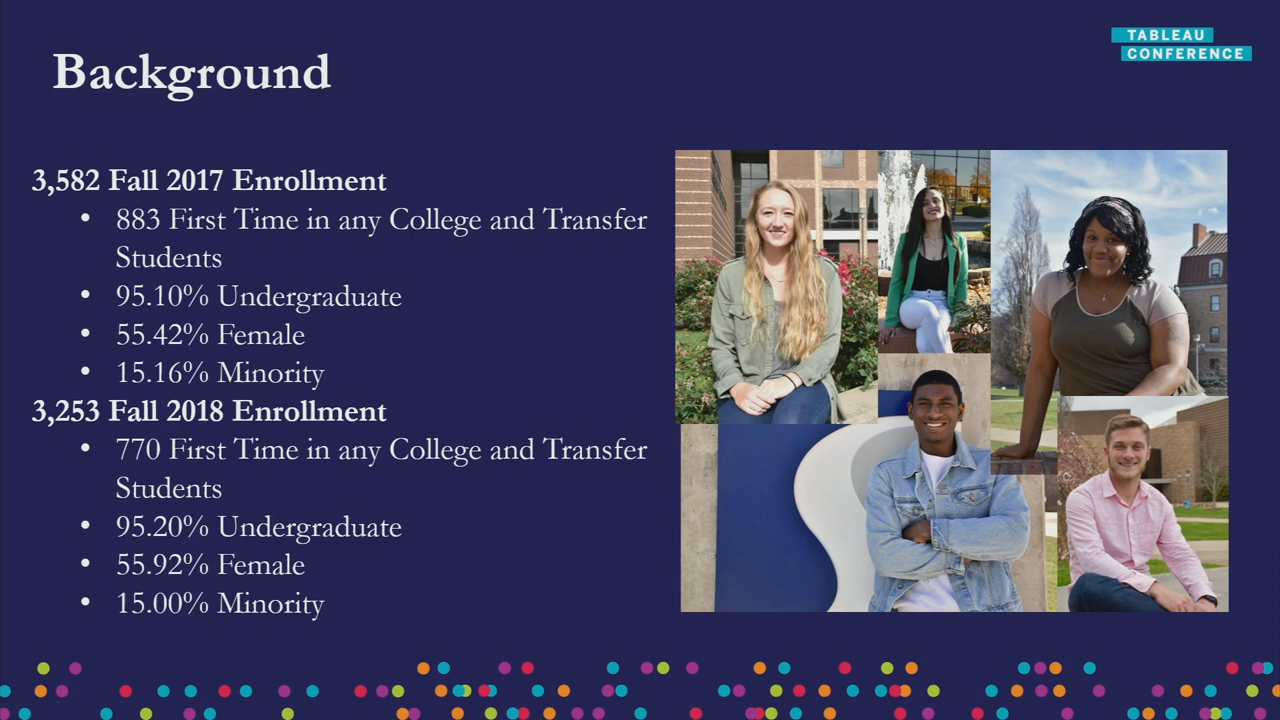 TABLEAU
CONFERENCE
Background
3,582 Fall 2017 Enrollment
• 883 First Time in any College and Transfer
Students
• 95.10% Undergraduate
• 55.42% Female
• 15.16% Minority
3,253 Fall 2018 Enrollment
• 770 First Time in any College and Transfer
Students
• 95.20% Undergraduate
• 55.92% Female
• 15.00% Minority